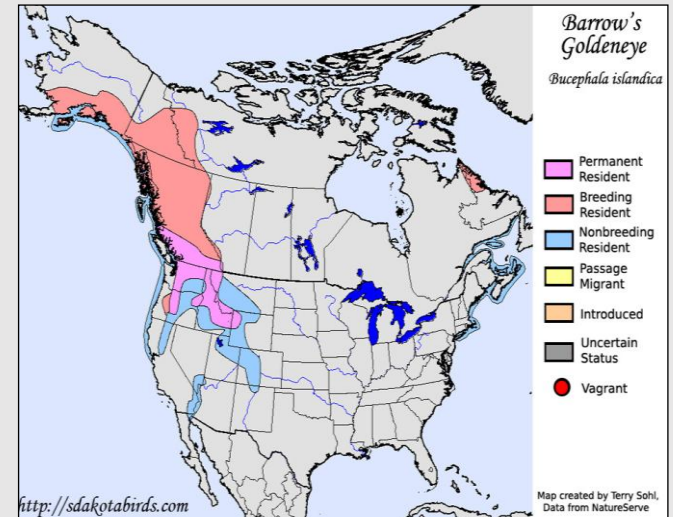 Barrow's
Goldeneye
Bucephala islandica
Permanent
Resident
Breeding
Resident
Nonbreeding
Resident
Passage
Migrant
Introduced
Uncertain
Status
Vagrant
http://sdakotabirds.com
Map created by Terry Sohl,
Data from NatureServe